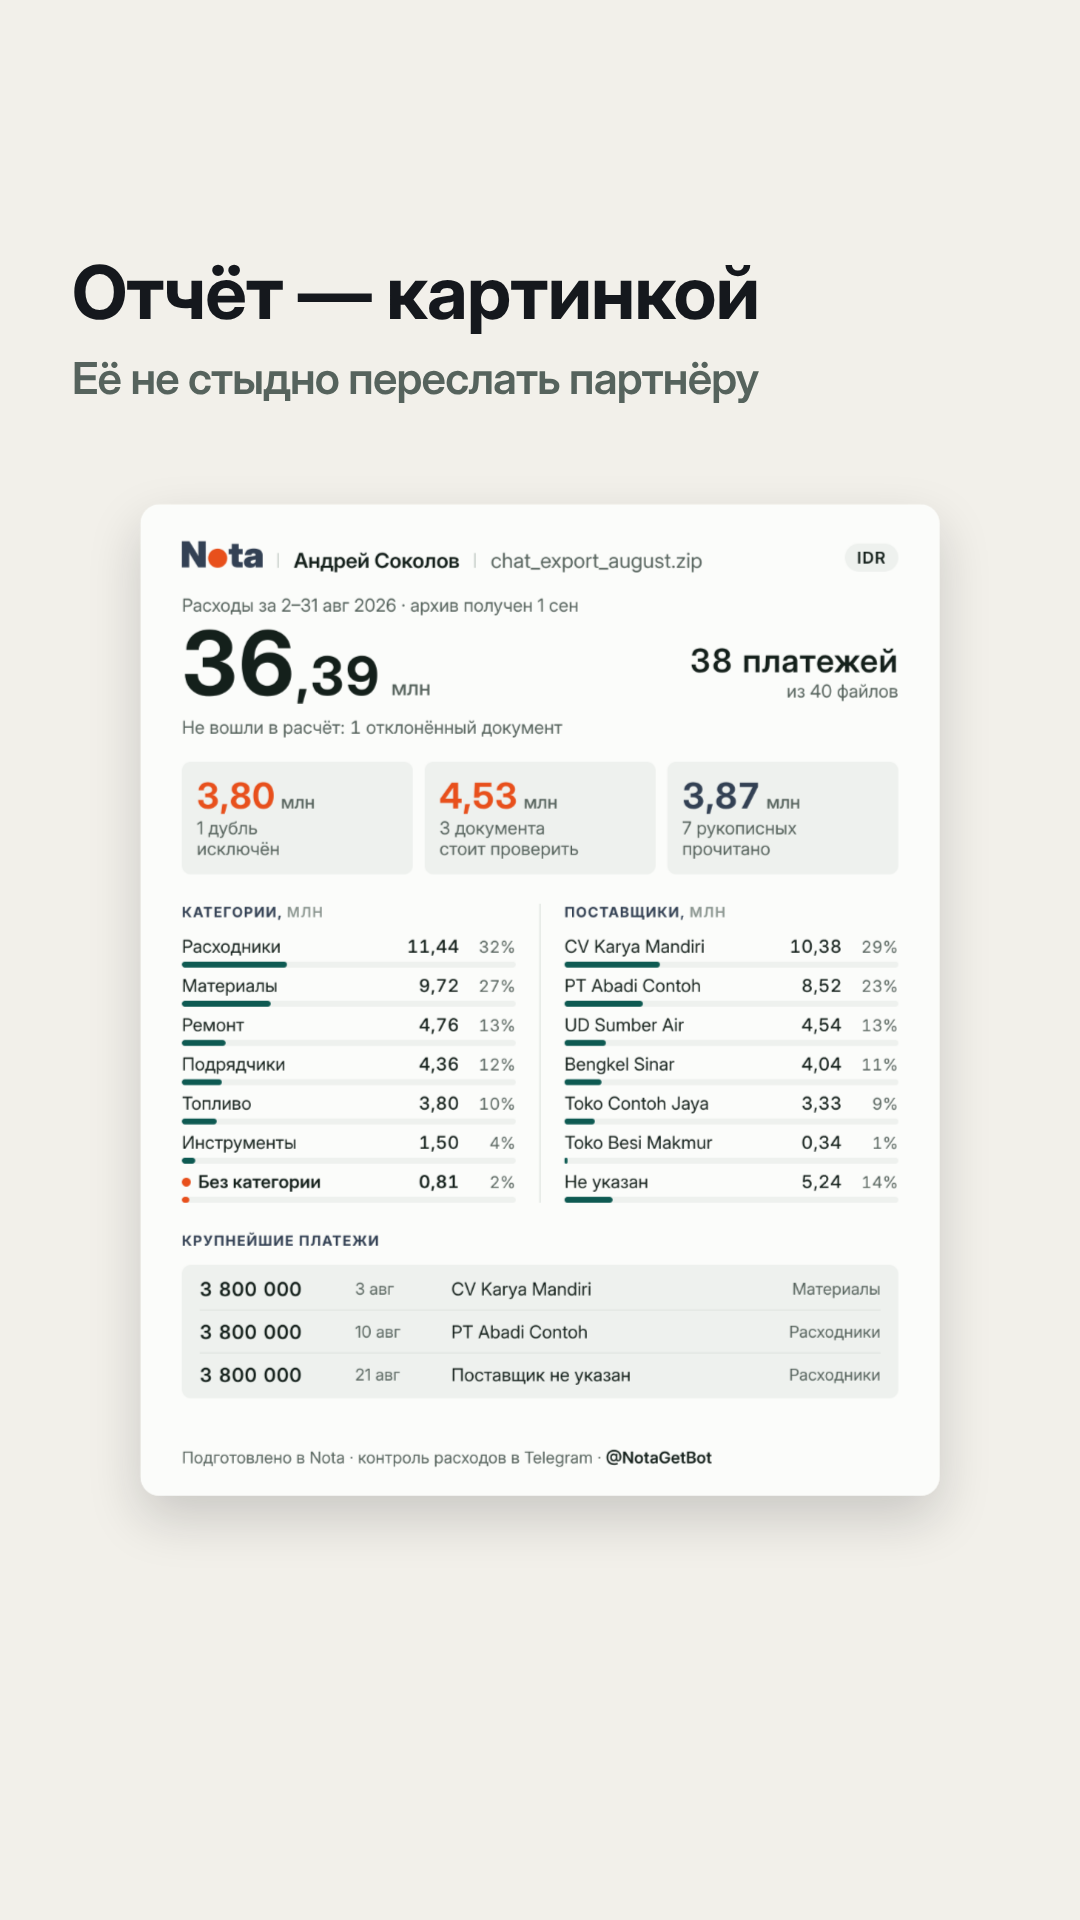 Отчёт — картинкой
Её не стыдно переслать партнёру
Nota | Андрей Соколов | chat_export_august.zip IDR
Расходы за 2–31 авг 2026 · архив получен 1 сен
36,39 млн 38 платежей
из 40 файлов
Не вошли в расчёт: 1 отклонённый документ
3,80 млн
1 дубль
исключён
4,53 млн
3 документа
стоит проверить
3,87 млн
7 рукописных
прочитано
КАТЕГОРИИ, МЛН
Расходники 11,44 32%
Материалы 9,72 27%
Ремонт 4,76 13%
Подрядчики 4,36 12%
Топливо 3,80 10%
Инструменты 1,50 4%
Без категории 0,81 2%
ПОСТАВЩИКИ, МЛН
CV Karya Mandiri 10,38 29%
PT Abadi Contoh 8,52 23%
UD Sumber Air 4,54 13%
Bengkel Sinar 4,04 11%
Toko Contoh Jaya 3,33 9%
Toko Besi Makmur 0,34 1%
Не указан 5,24 14%
КРУПНЕЙШИЕ ПЛАТЕЖИ
3 800 000 3 авг CV Karya Mandiri Материалы
3 800 000 10 авг PT Abadi Contoh Расходники
3 800 000 21 авг Поставщик не указан Расходники
Подготовлено в Nota · контроль расходов в Telegram · @NotaGetBot